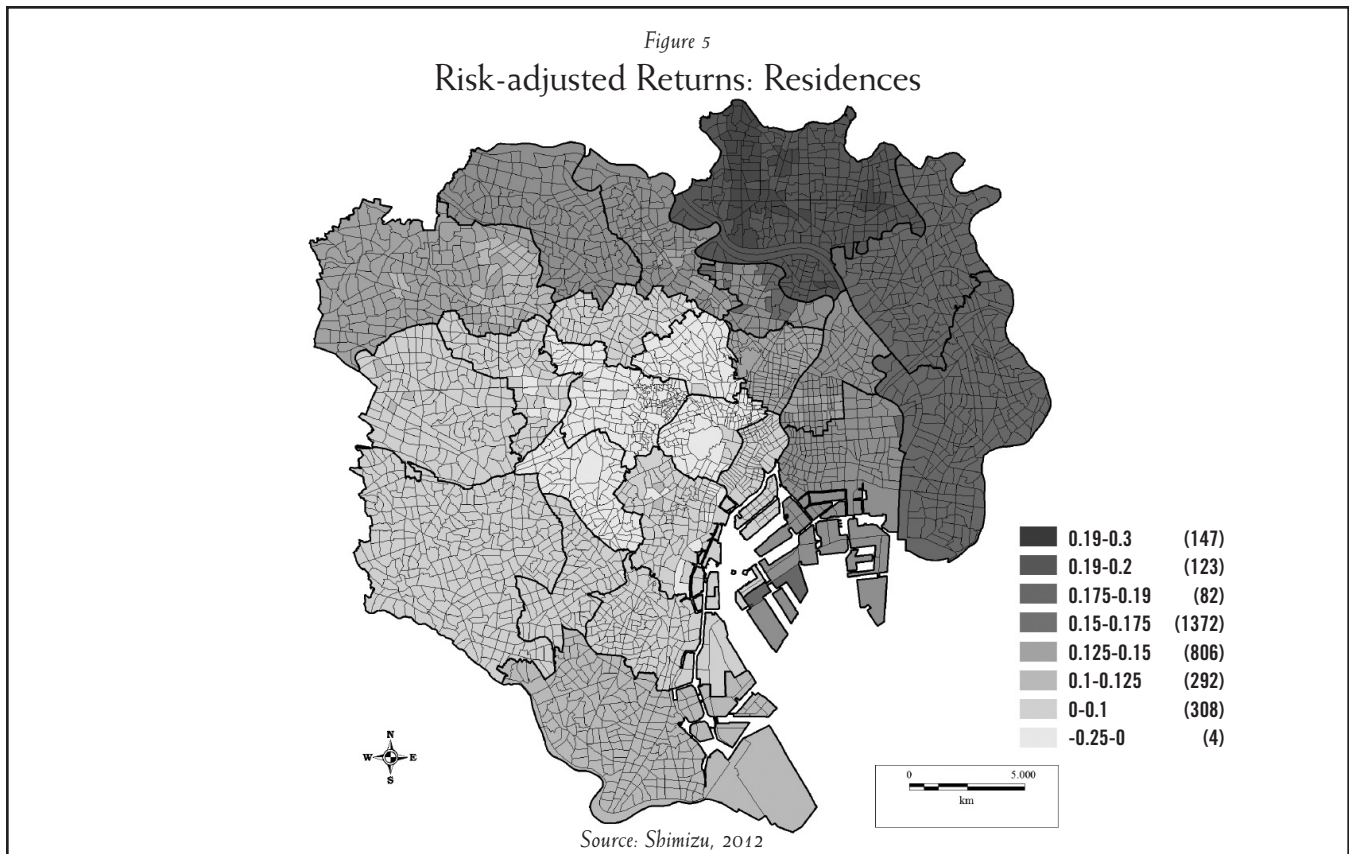 Figure 5
Risk-adjusted Returns: Residences
0.19-0.3 (147)
0.19-0.2 (123)
0.175-0.19 (82)
0.15-0.175 (1372)
0.125-0.15 (806)
0.1-0.125 (292)
0-0.1 (308)
-0.25-0 (4)
N
W E
S
0 5.000
km
Source: Shimizu, 2012